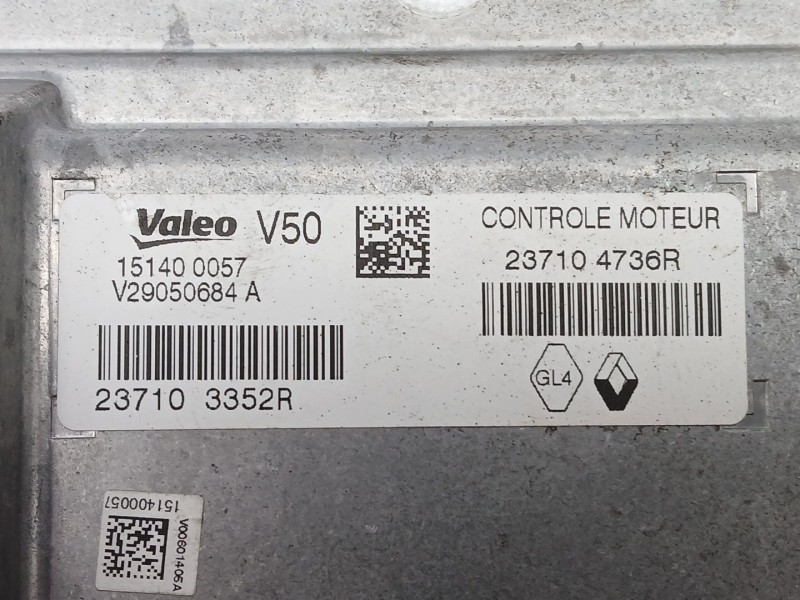 Valeo V50
15140 0057
V29050684 A
23710 3352R
CONTROLE MOTEUR
23710 4736R
GL4
151400057
V00601406A